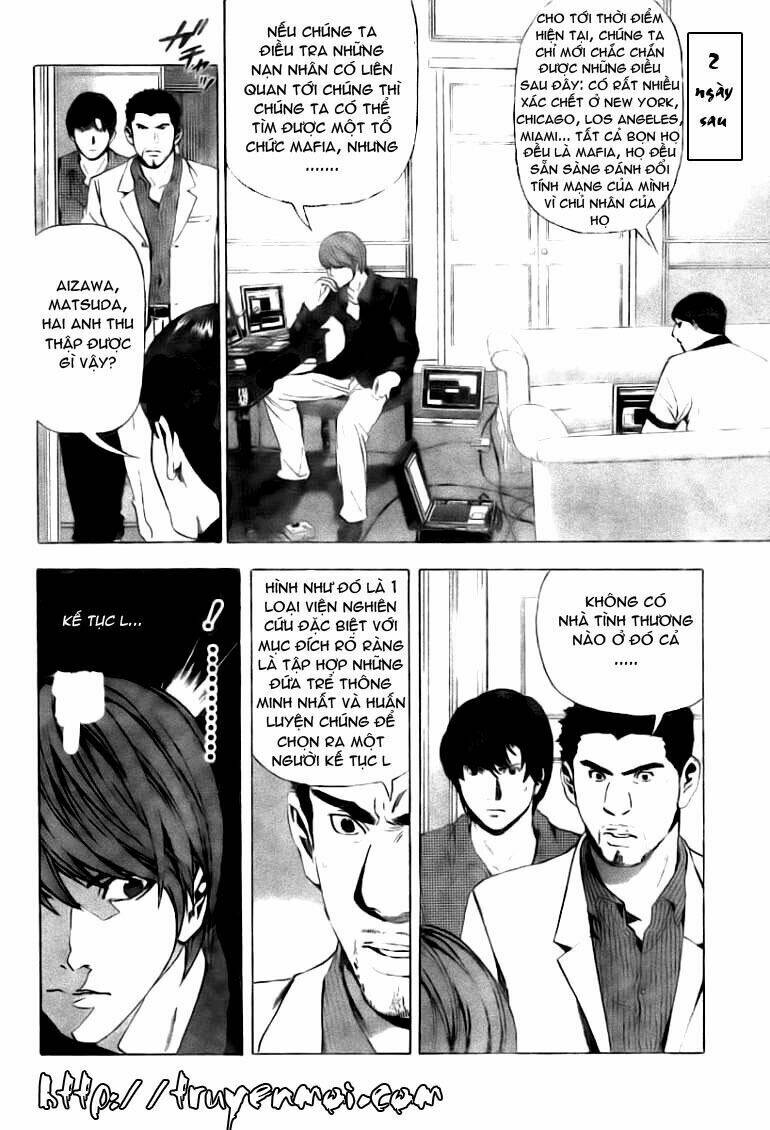 2
ngày
sau
CHO TỚI THỜI ĐIỂM
HIỆN TẠI, CHÚNG TA
CHỈ MỚI CHẮC CHẮN
ĐƯỢC NHỮNG ĐIỀU
SAU ĐÂY: CÓ RẤT NHIỀU
XÁC CHẾT Ở NEW YORK,
CHICAGO, LOS ANGELES,
MIAMI... TẤT CẢ BỌN HỌ
ĐỀU LÀ MAFIA, HỌ ĐỀU
SẴN SÀNG ĐÁNH ĐỔI
TÍNH MẠNG CỦA MÌNH
VÌ CHỦ NHÂN CỦA
HỌ
NẾU CHÚNG TA
ĐIỀU TRA NHỮNG
NẠN NHÂN CÓ LIÊN
QUAN TỚI CHÚNG THÌ
CHÚNG TA CÓ THỂ
TÌM ĐƯỢC MỘT TỔ
CHỨC MAFIA, NHƯNG
.......
ガチャ
AIZAWA,
MATSUDA,
HAI ANH THU
THẬP ĐƯỢC
GÌ VẬY?
KHÔNG CÓ
NHÀ TÌNH THƯƠNG
NÀO Ở ĐÓ CẢ
.....
HÌNH NHƯ ĐÓ LÀ 1
LOẠI VIỆN NGHIÊN
CỨU ĐẶC BIỆT VỚI
MỤC ĐÍCH RÕ RÀNG
LÀ TẬP HỢP NHỮNG
ĐỨA TRẺ THÔNG
MINH NHẤT VÀ HUẤN
LUYỆN CHÚNG ĐỂ
CHỌN RA MỘT
NGƯỜI KẾ TỤC L
!
KẾ TỤC L...
http://truyenmoi.com